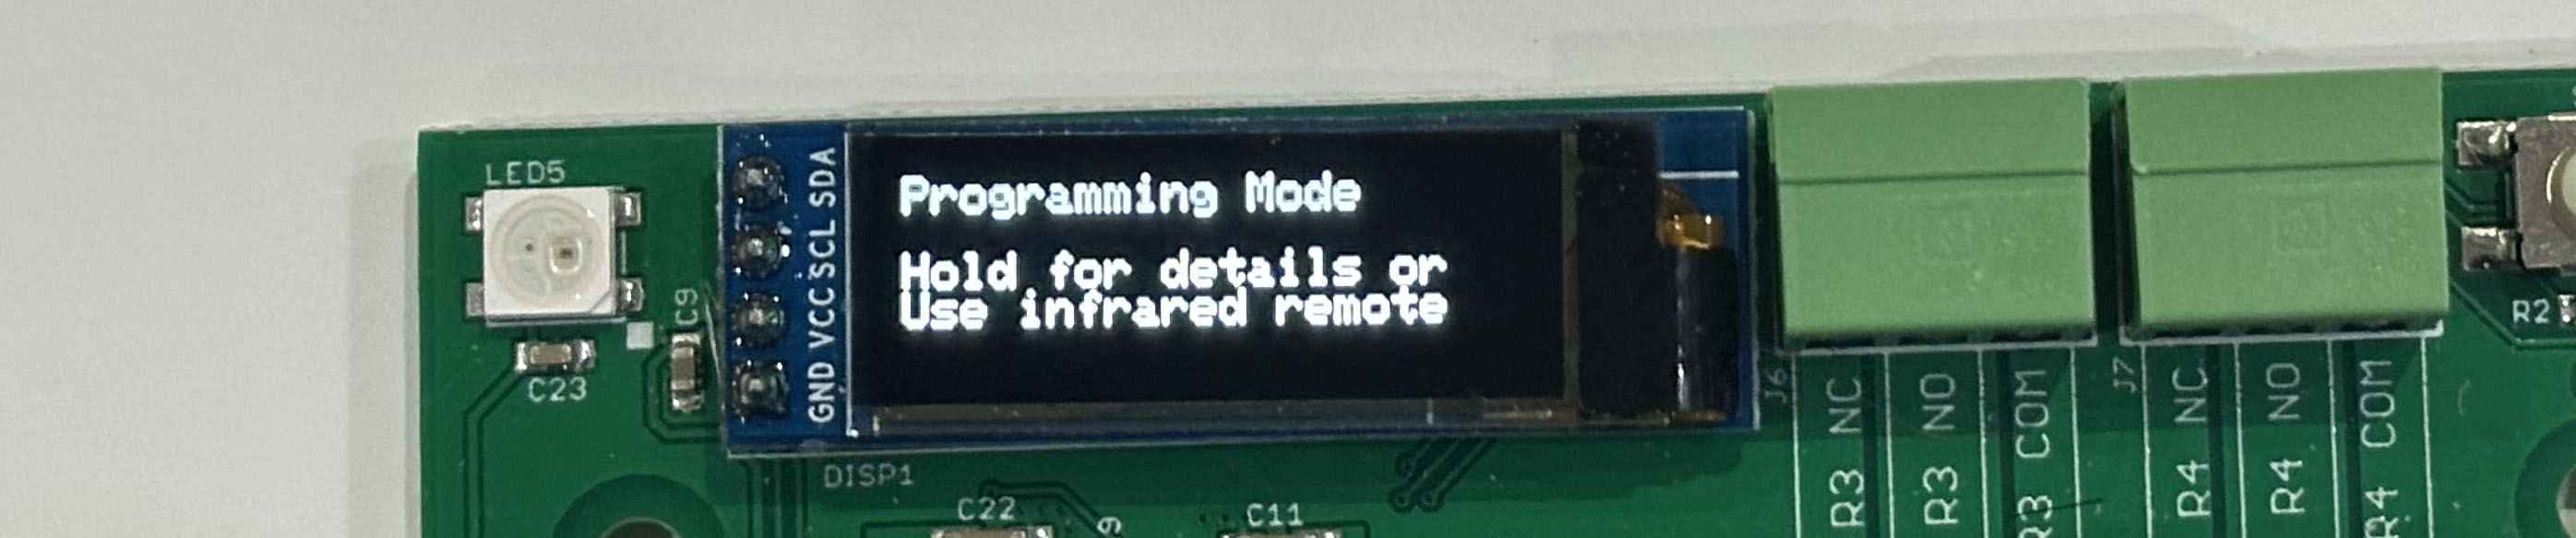 LED5
C23
C9
GND VCC SCL SDA
Programming Mode
Hold for details or
Use infrared remote
DISP1
C22
C11
J6
R3 NC
R3 NO
R3 COM
J7
R4 NC
R4 NO
R4 COM
R2